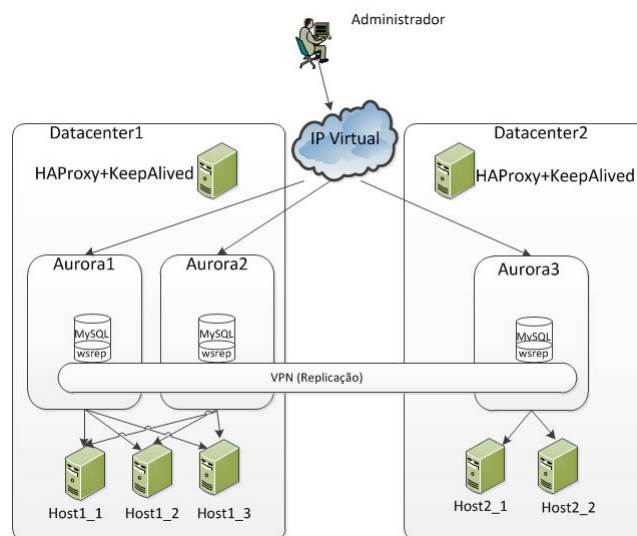 Administrador
IP Virtual
Datacenter1
HAProxy+KeepAlived
Datacenter2
HAProxy+KeepAlived
Aurora1
Aurora2
Aurora3
MySQL
wsrep
MySQL
wsrep
MySQL
wsrep
VPN (Replicação)
Host1_1
Host1_2
Host1_3
Host2_1
Host2_2